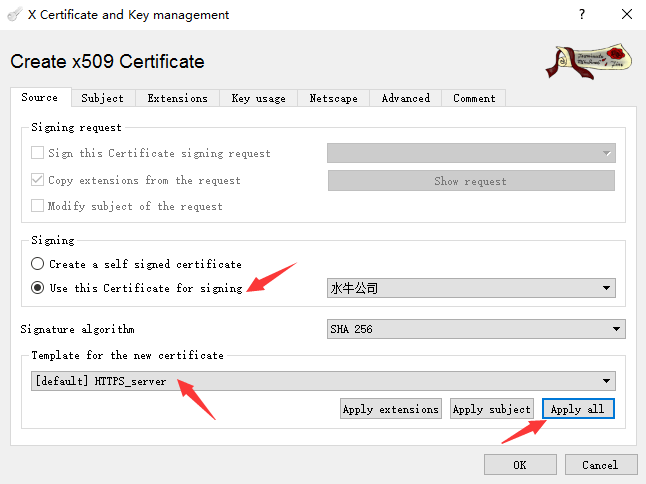 X Certificate and Key management
?
Create x509 Certificate
Source Subject Extensions Key usage Netscape Advanced Comment
Signing request
Sign this Certificate signing request
Copy extensions from the request Show request
Modify subject of the request
Signing
Create a self signed certificate
Use this Certificate for signing 水牛公司
Signature algorithm SHA 256
Template for the new certificate
[default] HTTPS_server
Apply extensions Apply subject Apply all
OK Cancel